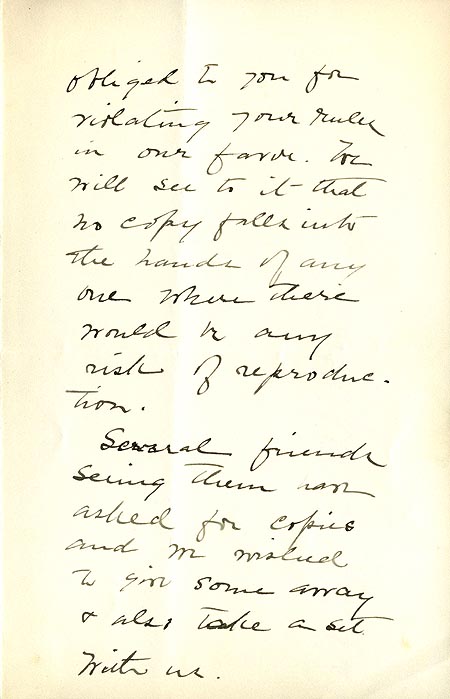 obliged to you for
violating your rules
in our favor. We
will see to it that
no copy falls into
the hands of any
one where there
would be any
risk of reproduc-
tion.
Several friends
seeing them have
asked for copies
and we wished
to give some away
& also take a set
with us.